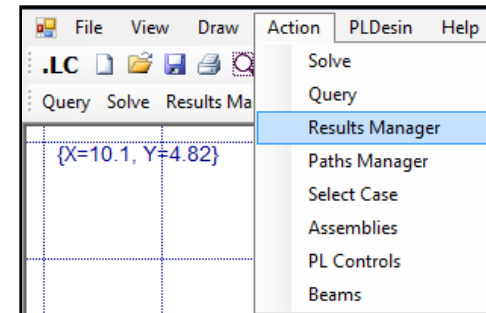 File View Draw Action PLDesin Help
.LC
Solve
Query Solve Results Ma
Query
Results Manager
{X=10.1, Y=4.82}
Paths Manager
Select Case
Assemblies
PL Controls
Beams